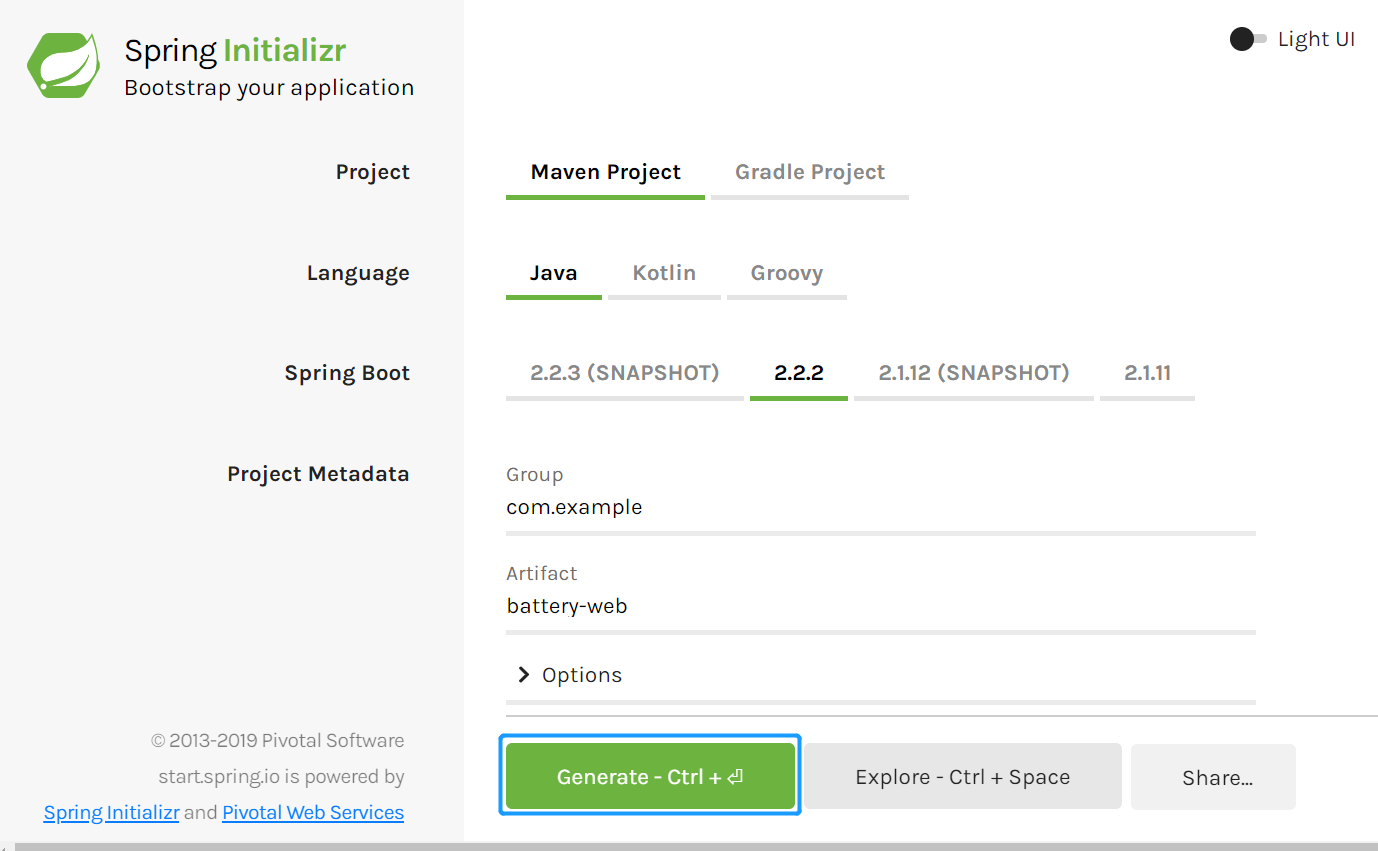 Spring Initializr
Bootstrap your application
Light UI
Project
Maven Project
Gradle Project
Language
Java
Kotlin
Groovy
Spring Boot
2.2.3 (SNAPSHOT)
2.2.2
2.1.12 (SNAPSHOT)
2.1.11
Project Metadata
Group
com.example
Artifact
battery-web
Options
© 2013-2019 Pivotal Software
start.spring.io is powered by
Spring Initializr and Pivotal Web Services
Generate - Ctrl + ⏎
Explore - Ctrl + Space
Share...